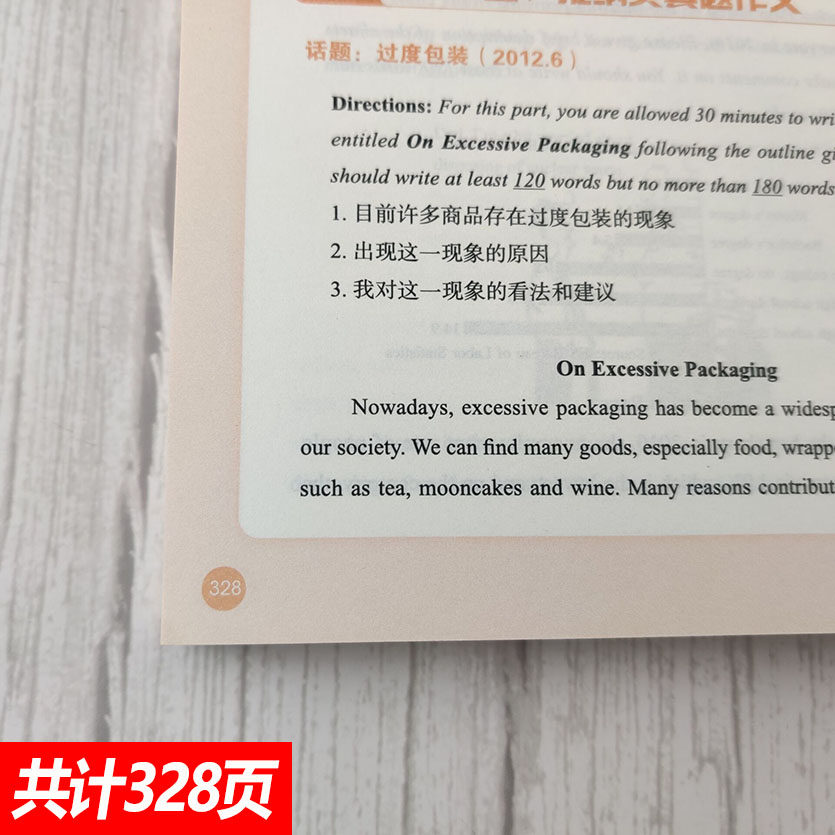 话题：过度包装（2012.6）
Directions: For this part, you are allowed 30 minutes to wri
entitled On Excessive Packaging following the outline gi
should write at least 120 words but no more than 180 words
1. 目前许多商品存在过度包装的现象
2. 出现这一现象的原因
3. 我对这一现象的看法和建议
On Excessive Packaging
Nowadays, excessive packaging has become a widesp
our society. We can find many goods, especially food, wrapp
such as tea, mooncakes and wine. Many reasons contribut
328
共计328页